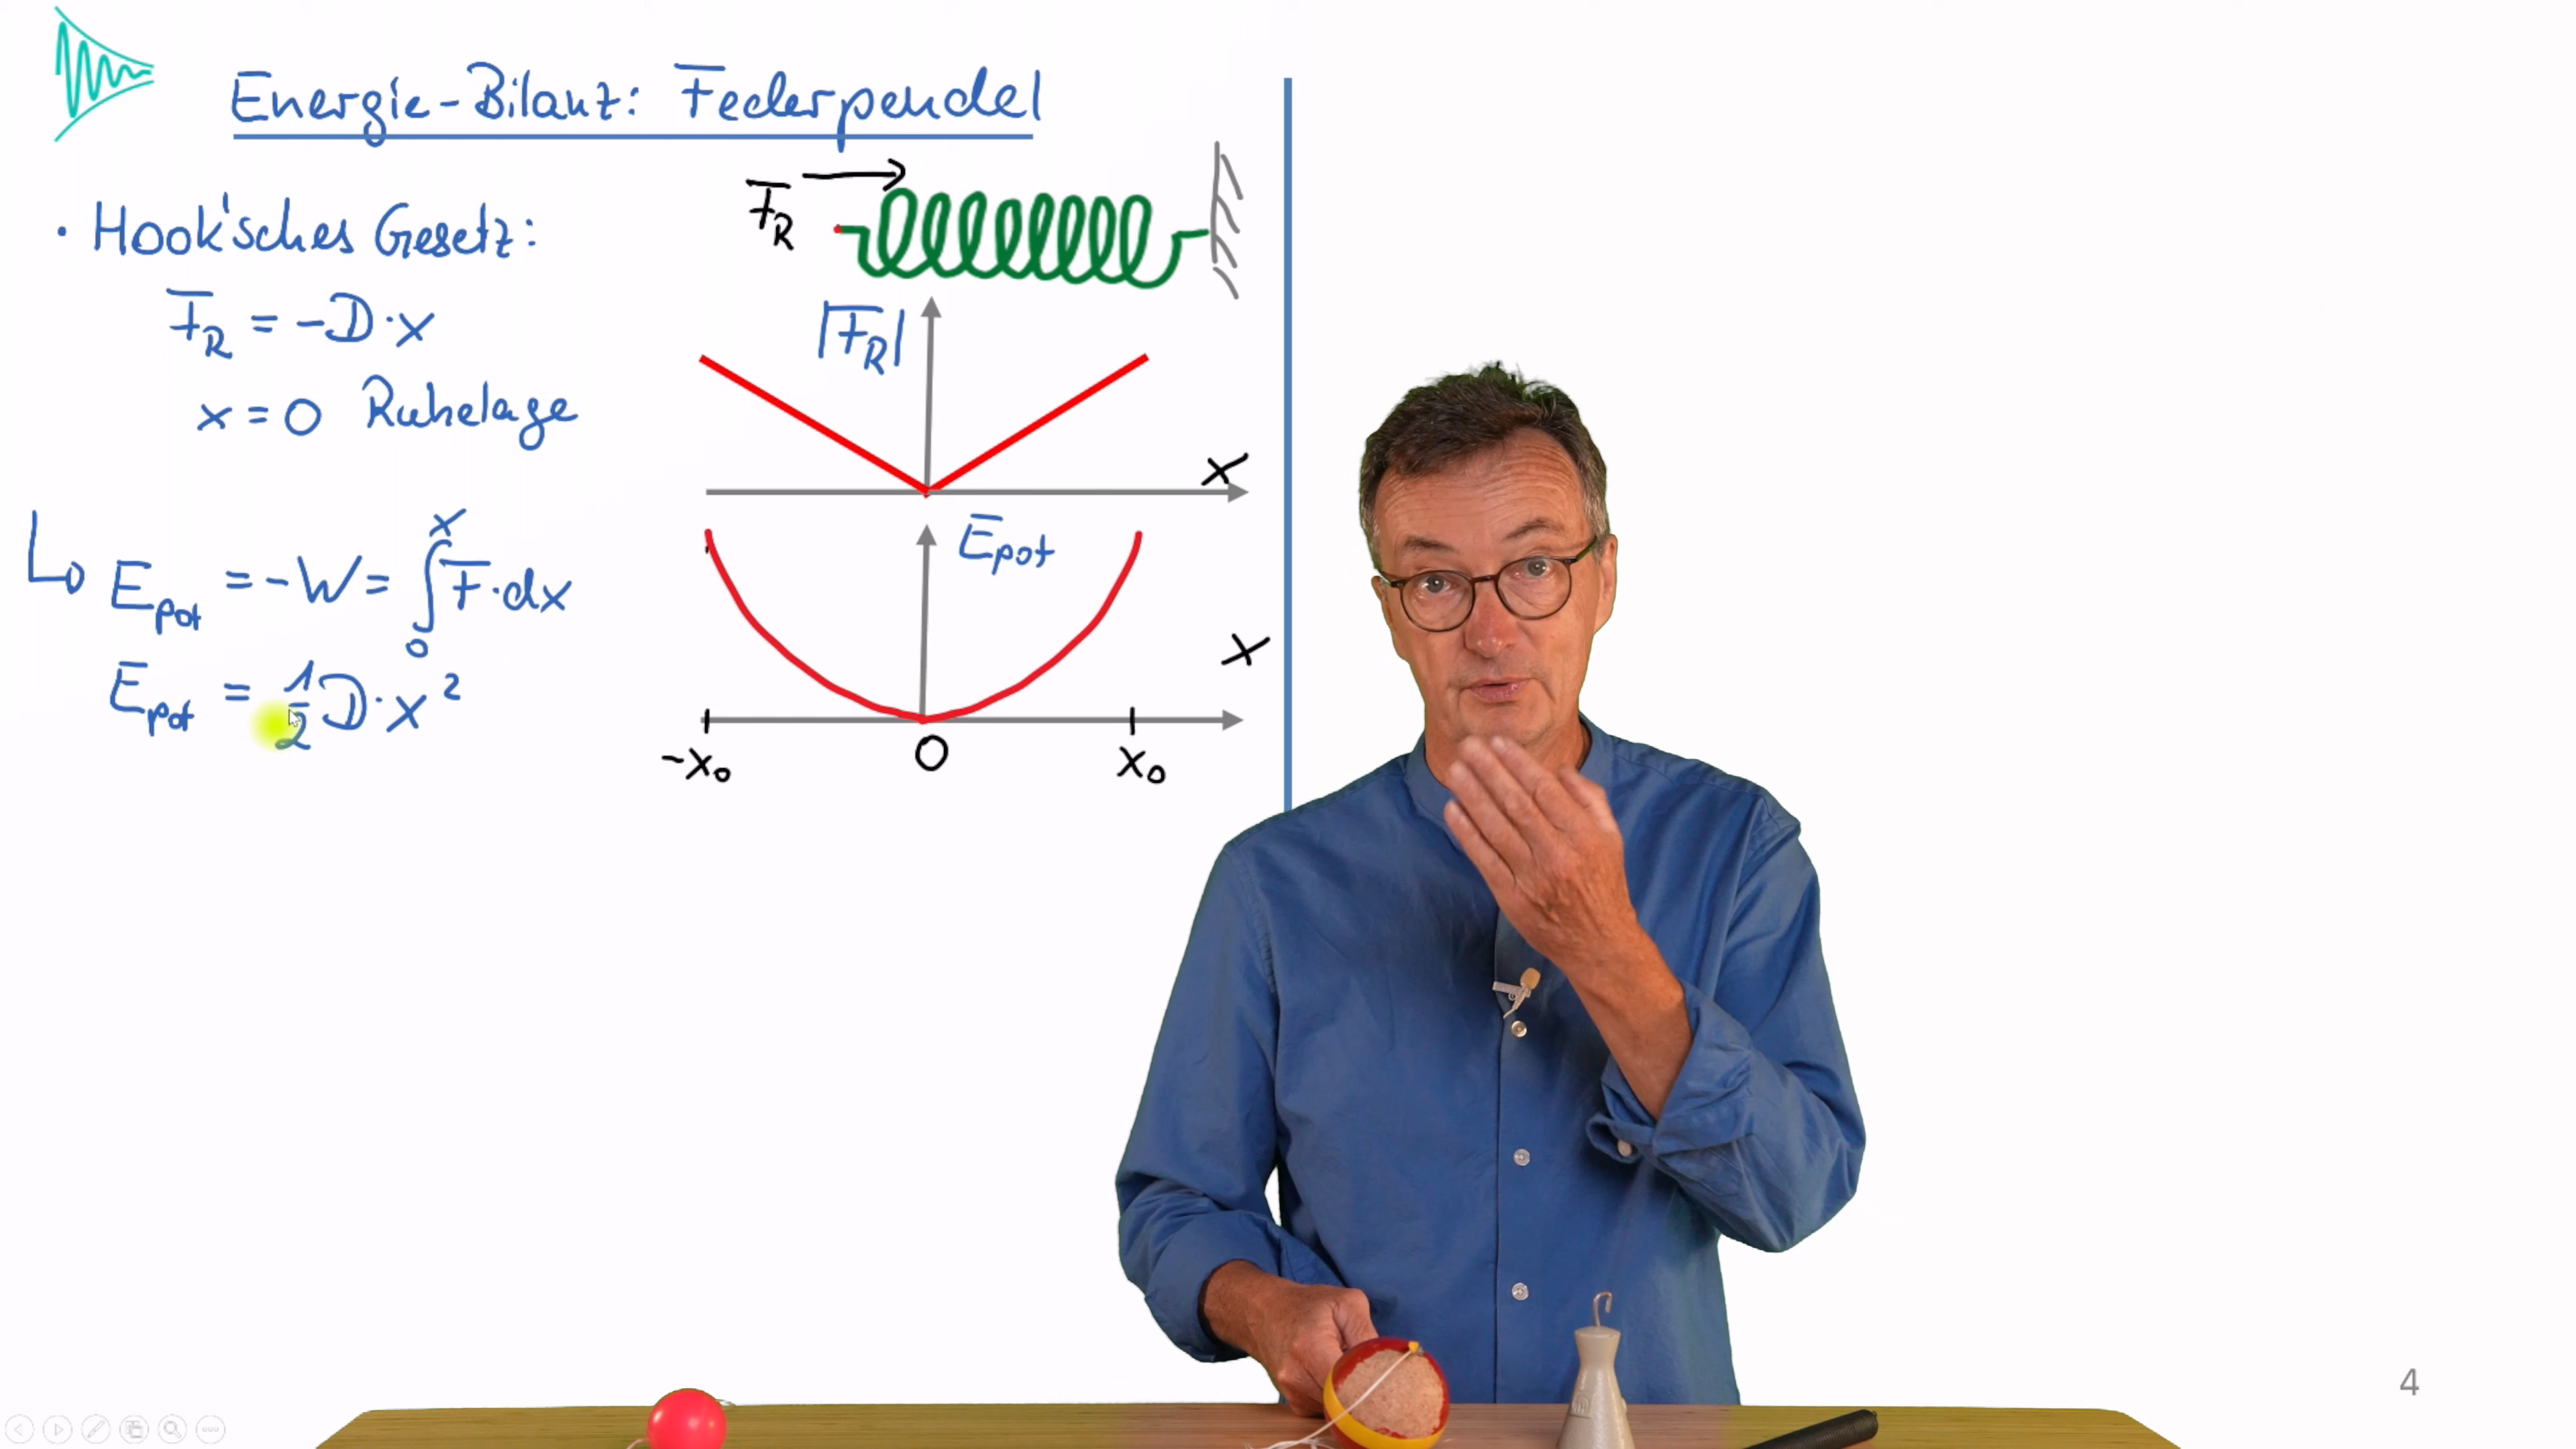 Energie-Bilanz: Federpendel
• Hook'sches Gesetz:
F_R = -D·x
x = 0 Ruhelage
E_pot = -W = ∫₀ˣ F·dx
E_pot = 1/2 D·x²
F_R
|F_R|
x
E_pot
x
-x₀ 0 x₀
4